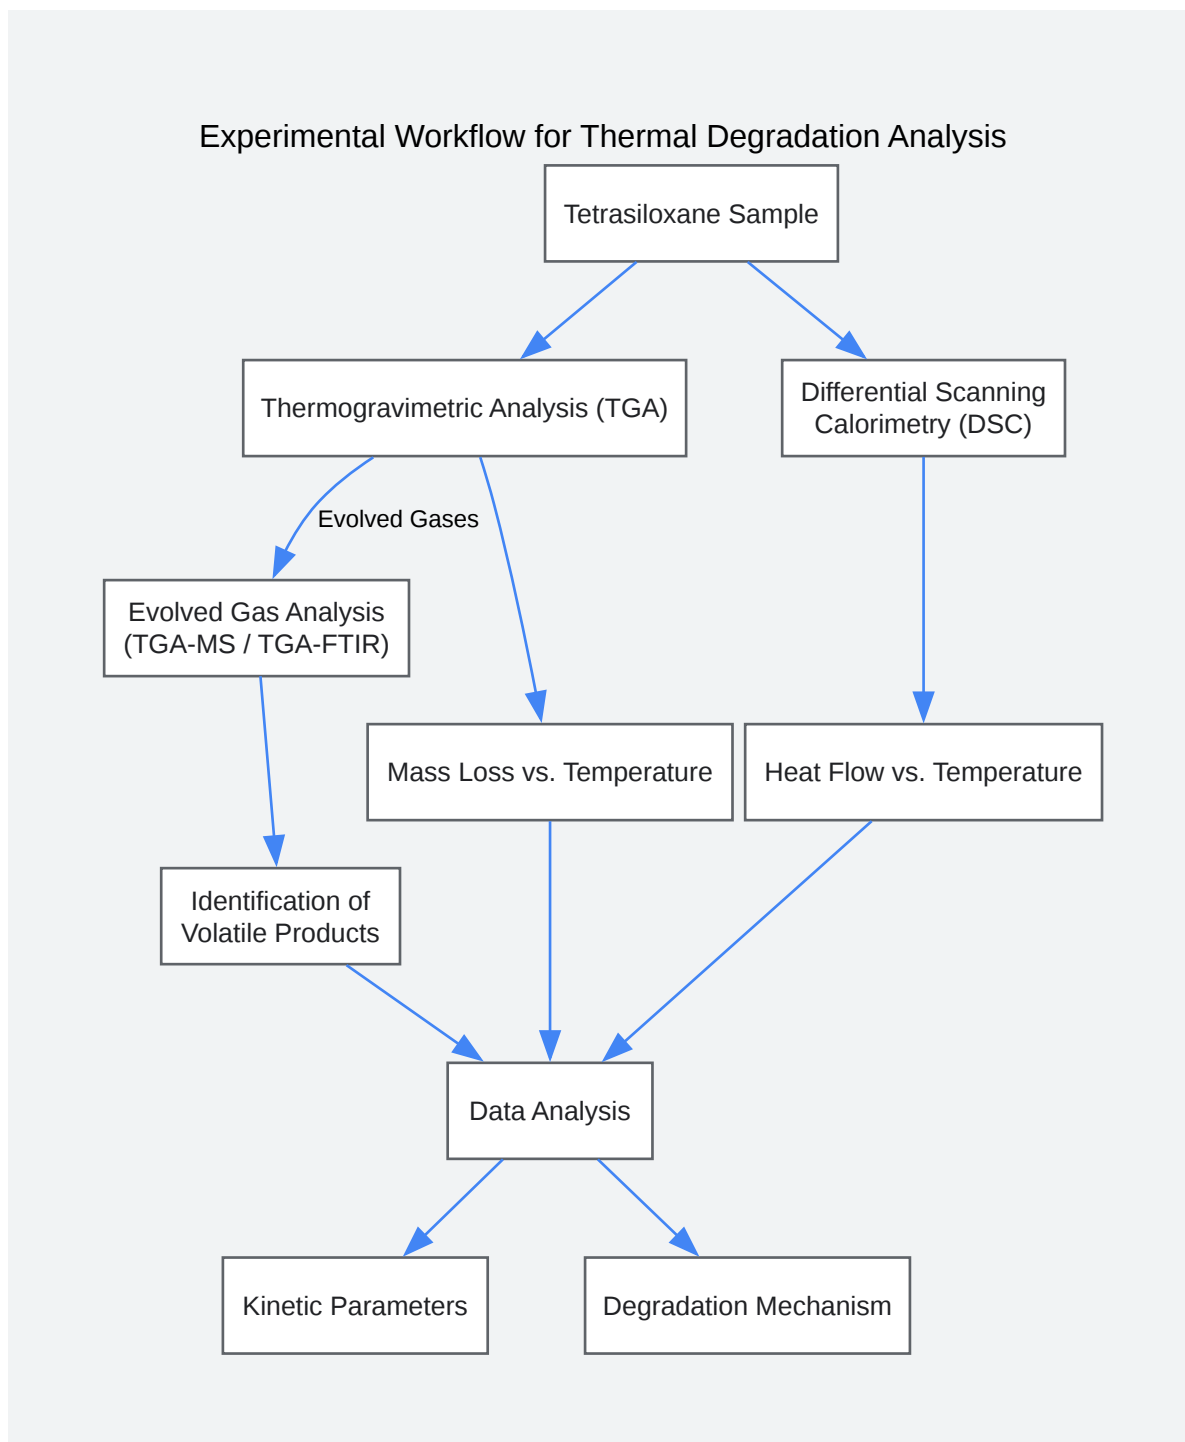 Experimental Workflow for Thermal Degradation Analysis
Tetrasiloxane Sample
Thermogravimetric Analysis (TGA)
Differential Scanning
Calorimetry (DSC)
Evolved Gases
Evolved Gas Analysis
(TGA-MS / TGA-FTIR)
Mass Loss vs. Temperature
Heat Flow vs. Temperature
Identification of
Volatile Products
Data Analysis
Kinetic Parameters
Degradation Mechanism